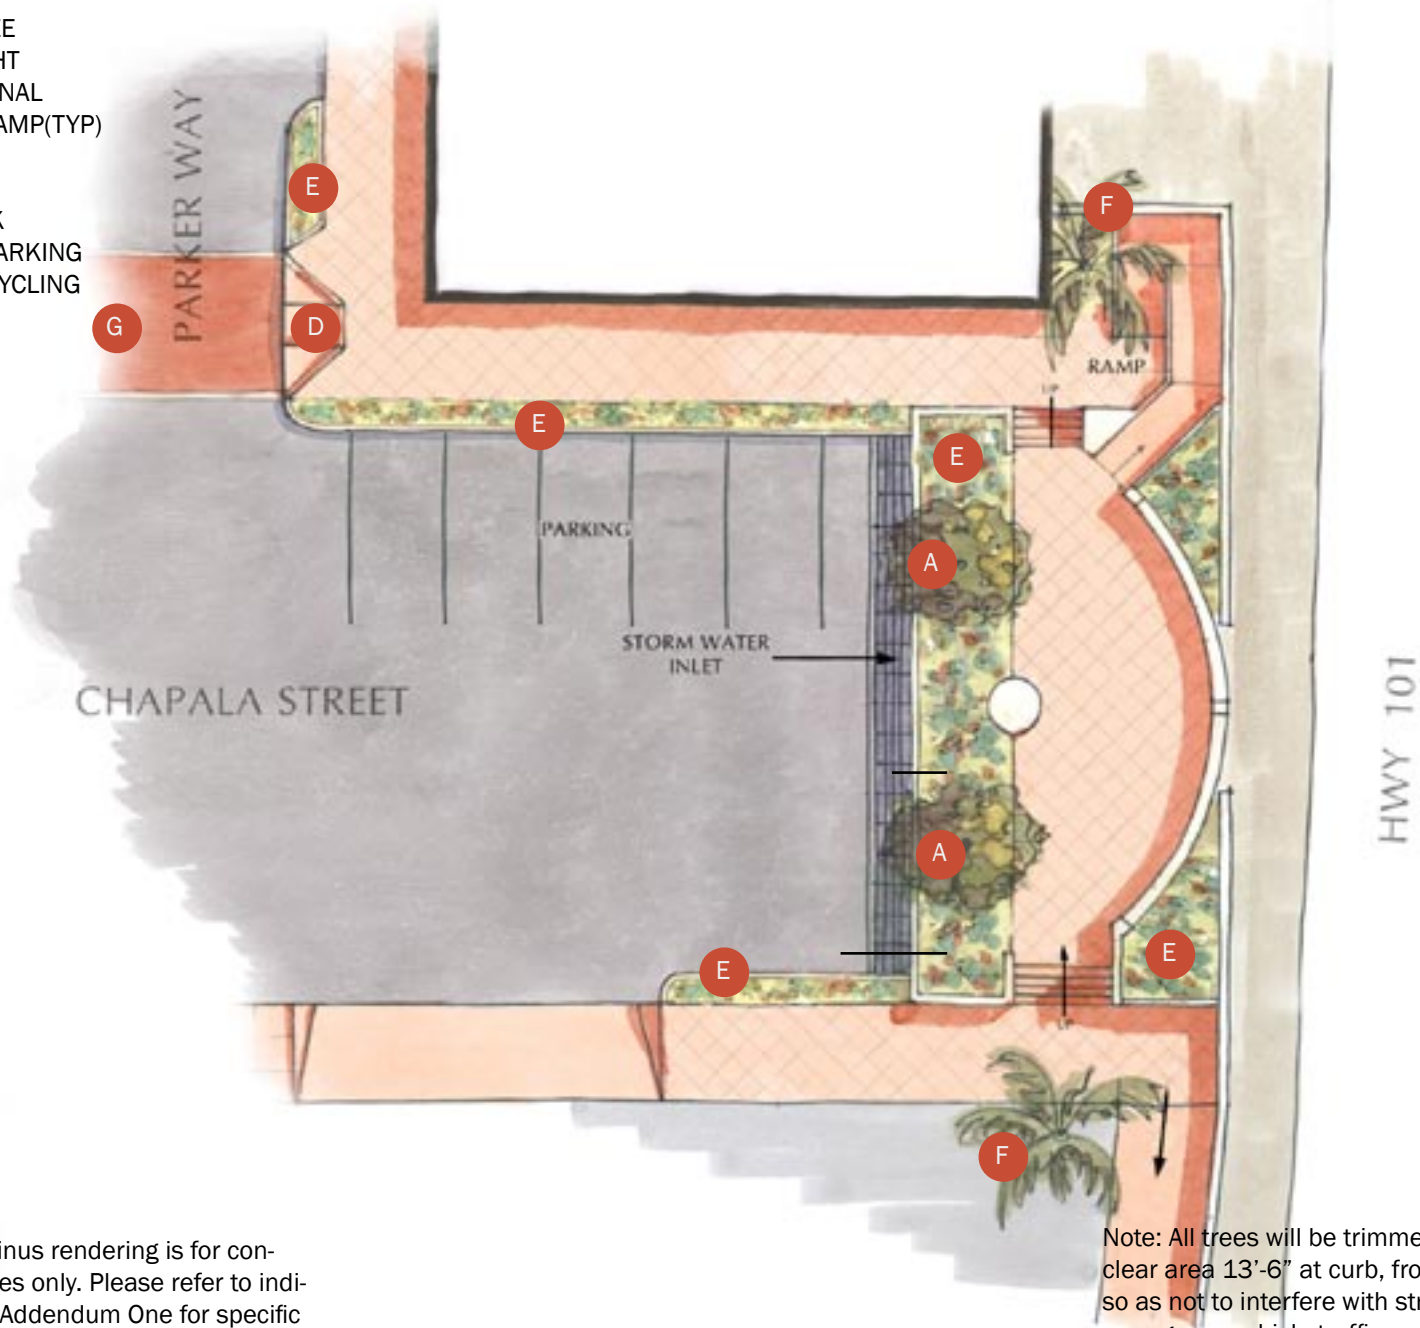 HT
NAL
AMP(TYP)
K
ARKING
YCLING
PARKER WAY
E
F
G
D
RAMP
UP
E
E
PARKING
A
STORM WATER
INLET
CHAPALA STREET
HWY 101
A
E
E
UP
F
inus rendering is for con-
es only. Please refer to indi-
Addendum One for specific
Note: All trees will be trimme
clear area 13'-6” at curb, fro
so as not to interfere with str